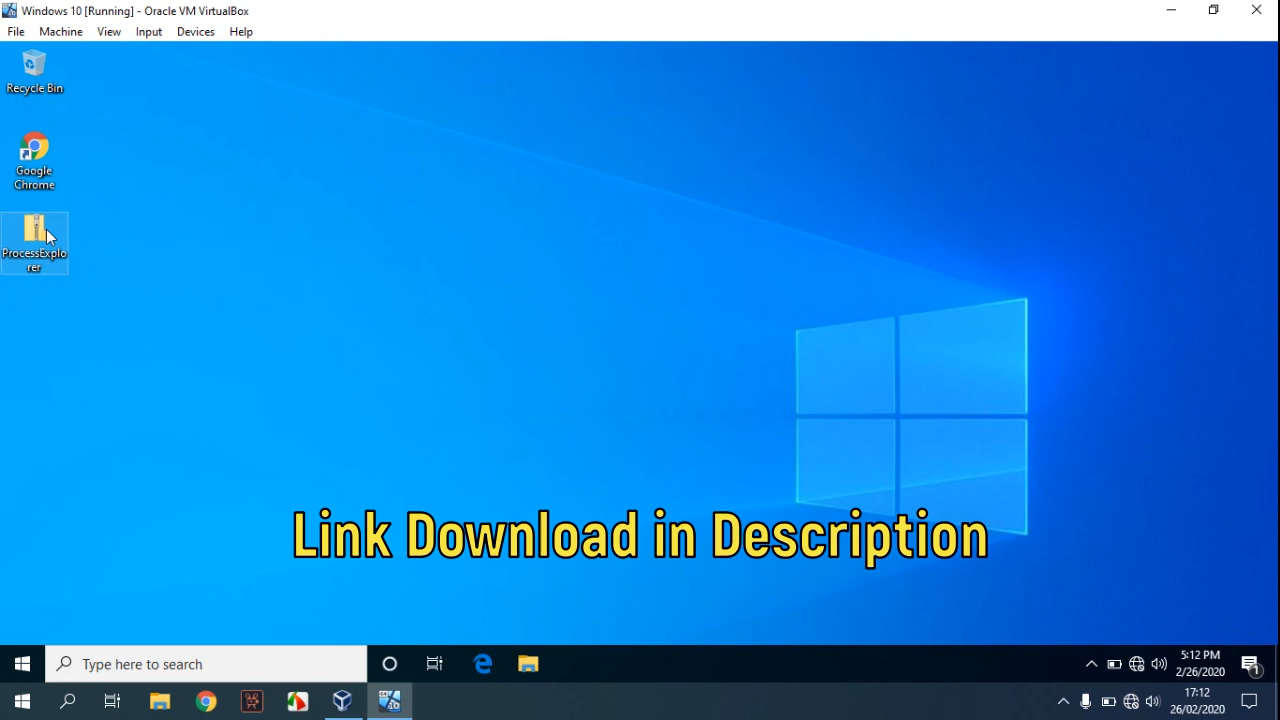 Windows 10 [Running] - Oracle VM VirtualBox
File Machine View Input Devices Help
Recycle Bin
Google
Chrome
ProcessExplo
rer
Link Download in Description
Type here to search
5:12 PM
2/26/2020
1
17:12
26/02/2020